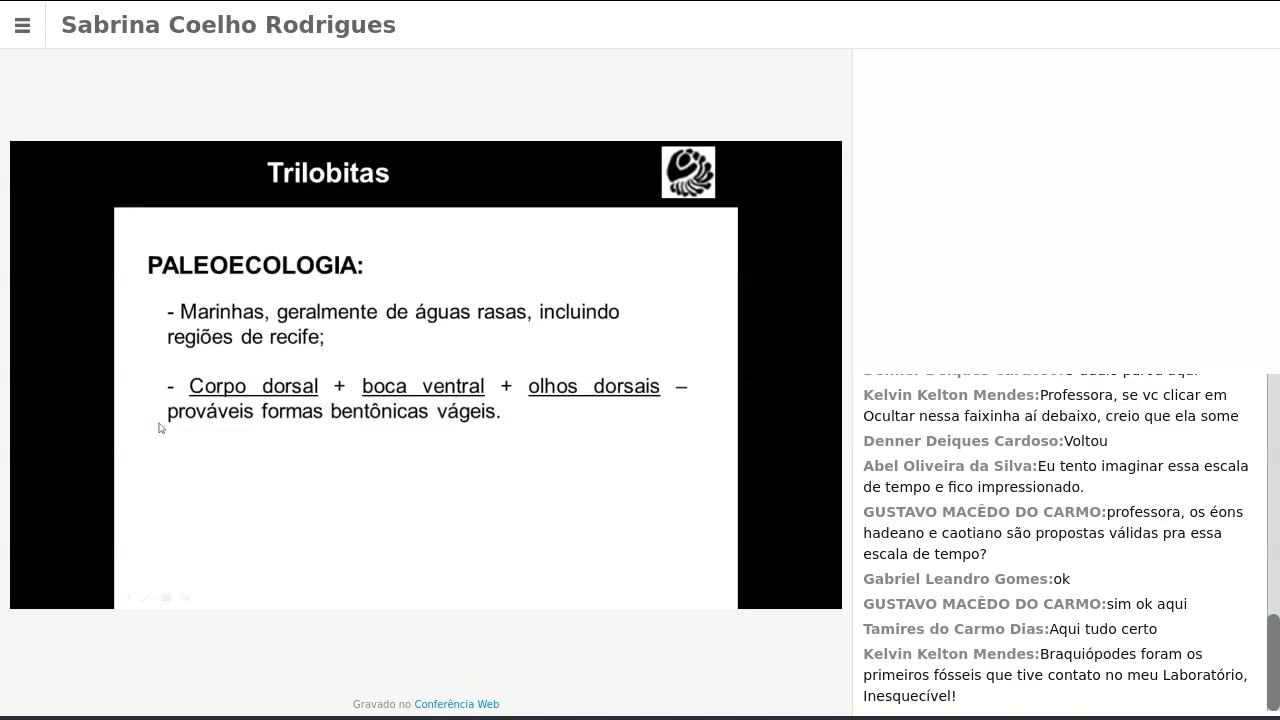 Sabrina Coelho Rodrigues
Trilobitas
PALEOECOLOGIA:
- Marinhas, geralmente de águas rasas, incluindo
regiões de recife;
- Corpo dorsal + boca ventral + olhos dorsais –
prováveis formas bentônicas vágeis.
Gravado no Conferência Web
Kelvin Kelton Mendes:Professora, se vc clicar em
Ocultar nessa faixinha aí debaixo, creio que ela some
Denner Deiques Cardoso:Voltou
Abel Oliveira da Silva:Eu tento imaginar essa escala
de tempo e fico impressionado.
GUSTAVO MACÊDO DO CARMO:professora, os éons
hadeano e caotiano são propostas válidas pra essa
escala de tempo?
Gabriel Leandro Gomes:ok
GUSTAVO MACÊDO DO CARMO:sim ok aqui
Tamires do Carmo Dias:Aqui tudo certo
Kelvin Kelton Mendes:Braquiópodes foram os
primeiros fósseis que tive contato no meu Laboratório,
Inesquecível!